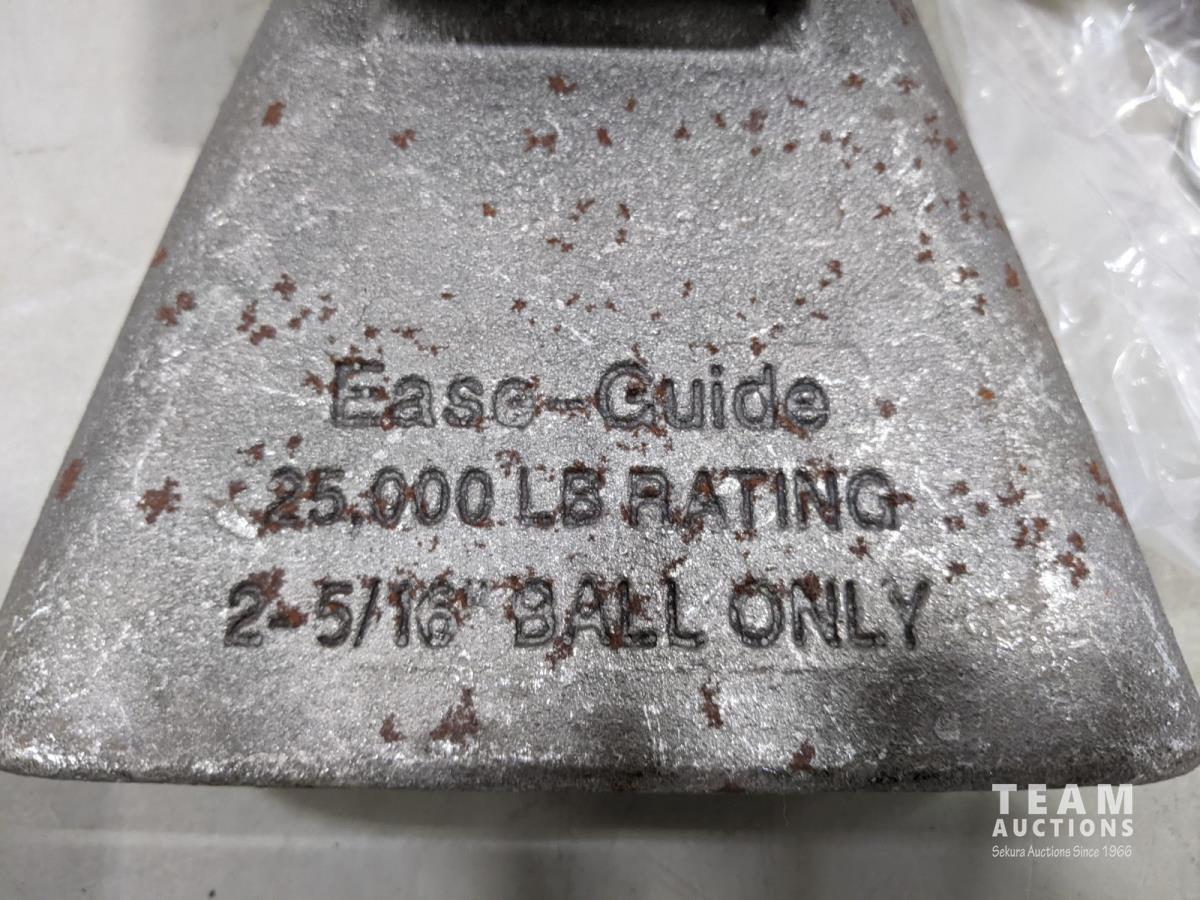 Ease-Guide
25,000 LB RATING
2-5/16" BALL ONLY
TEAM
AUCTIONS
Sekura Auctions Since 1966